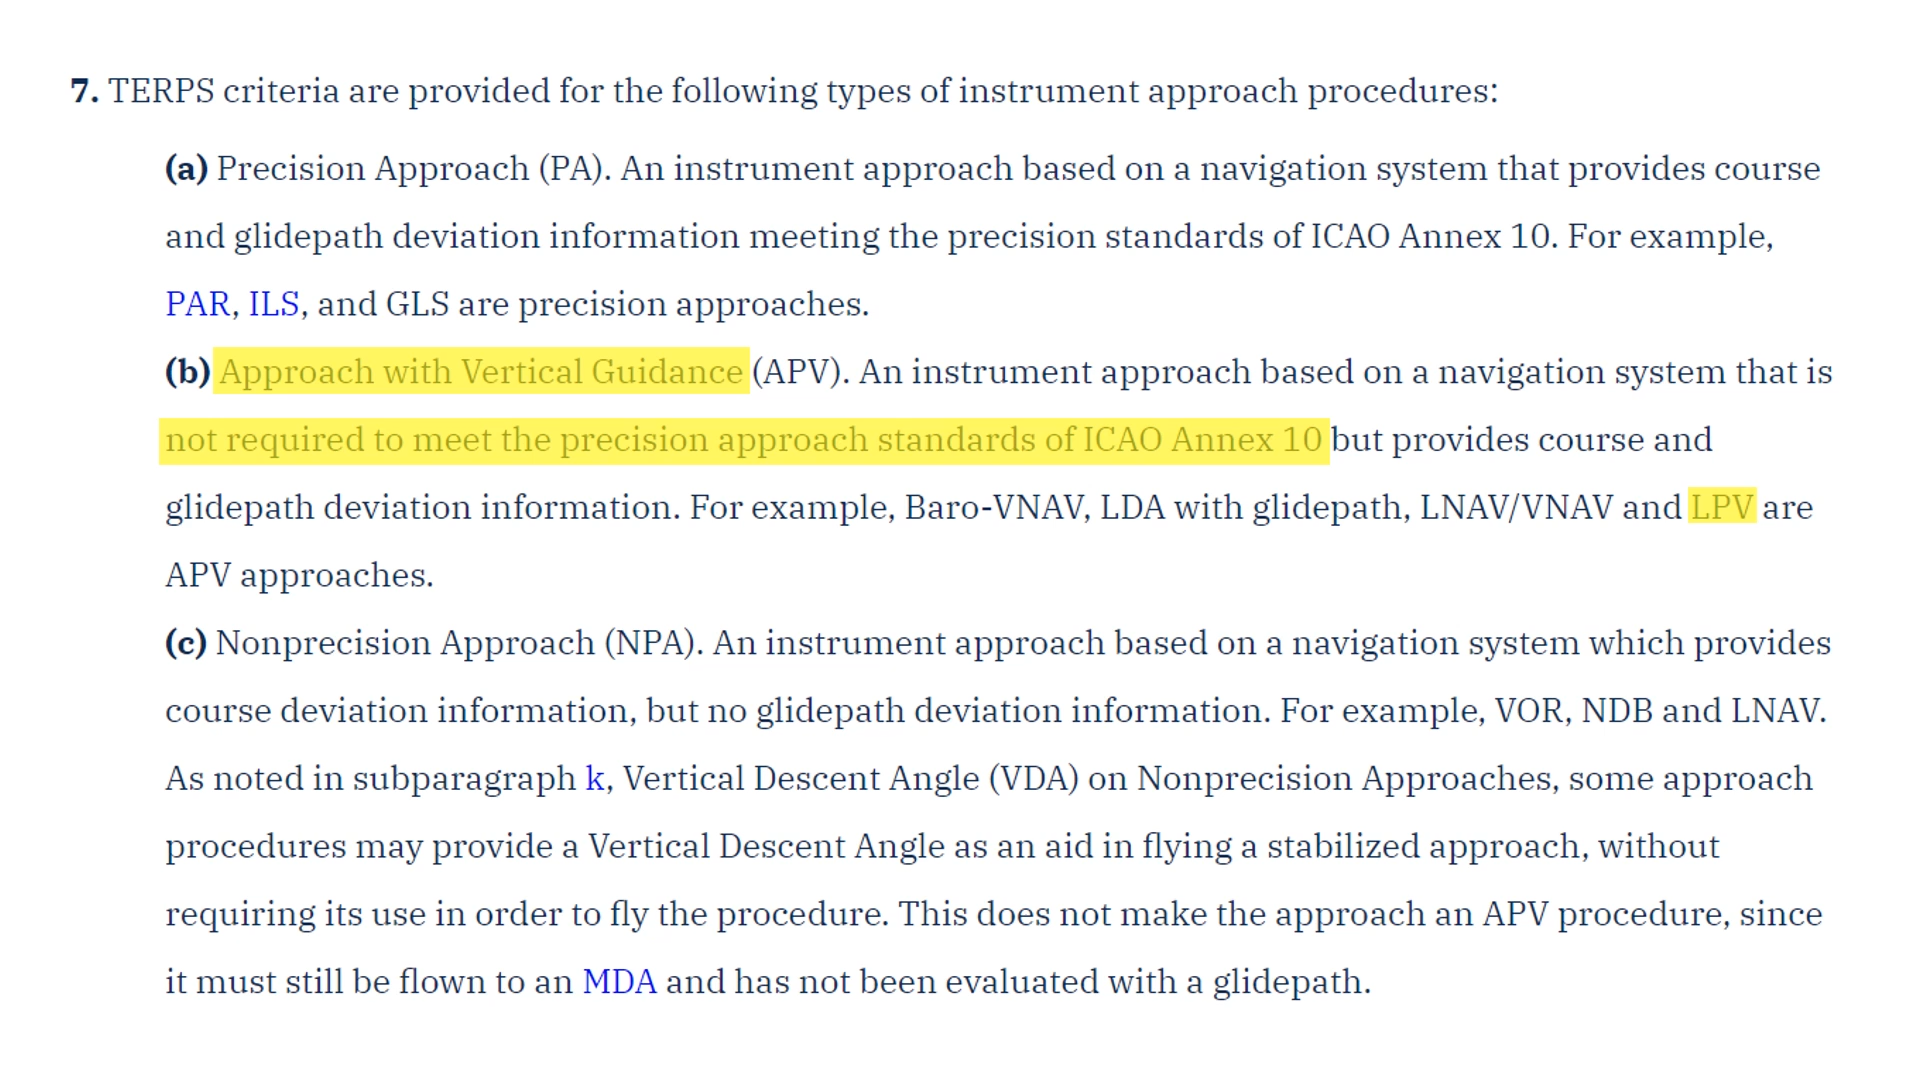 7. TERPS criteria are provided for the following types of instrument approach procedures:
(a) Precision Approach (PA). An instrument approach based on a navigation system that provides course
and glidepath deviation information meeting the precision standards of ICAO Annex 10. For example,
PAR, ILS, and GLS are precision approaches.
(b) Approach with Vertical Guidance (APV). An instrument approach based on a navigation system that is
not required to meet the precision approach standards of ICAO Annex 10 but provides course and
glidepath deviation information. For example, Baro-VNAV, LDA with glidepath, LNAV/VNAV and LPV are
APV approaches.
(c) Nonprecision Approach (NPA). An instrument approach based on a navigation system which provides
course deviation information, but no glidepath deviation information. For example, VOR, NDB and LNAV.
As noted in subparagraph k, Vertical Descent Angle (VDA) on Nonprecision Approaches, some approach
procedures may provide a Vertical Descent Angle as an aid in flying a stabilized approach, without
requiring its use in order to fly the procedure. This does not make the approach an APV procedure, since
it must still be flown to an MDA and has not been evaluated with a glidepath.